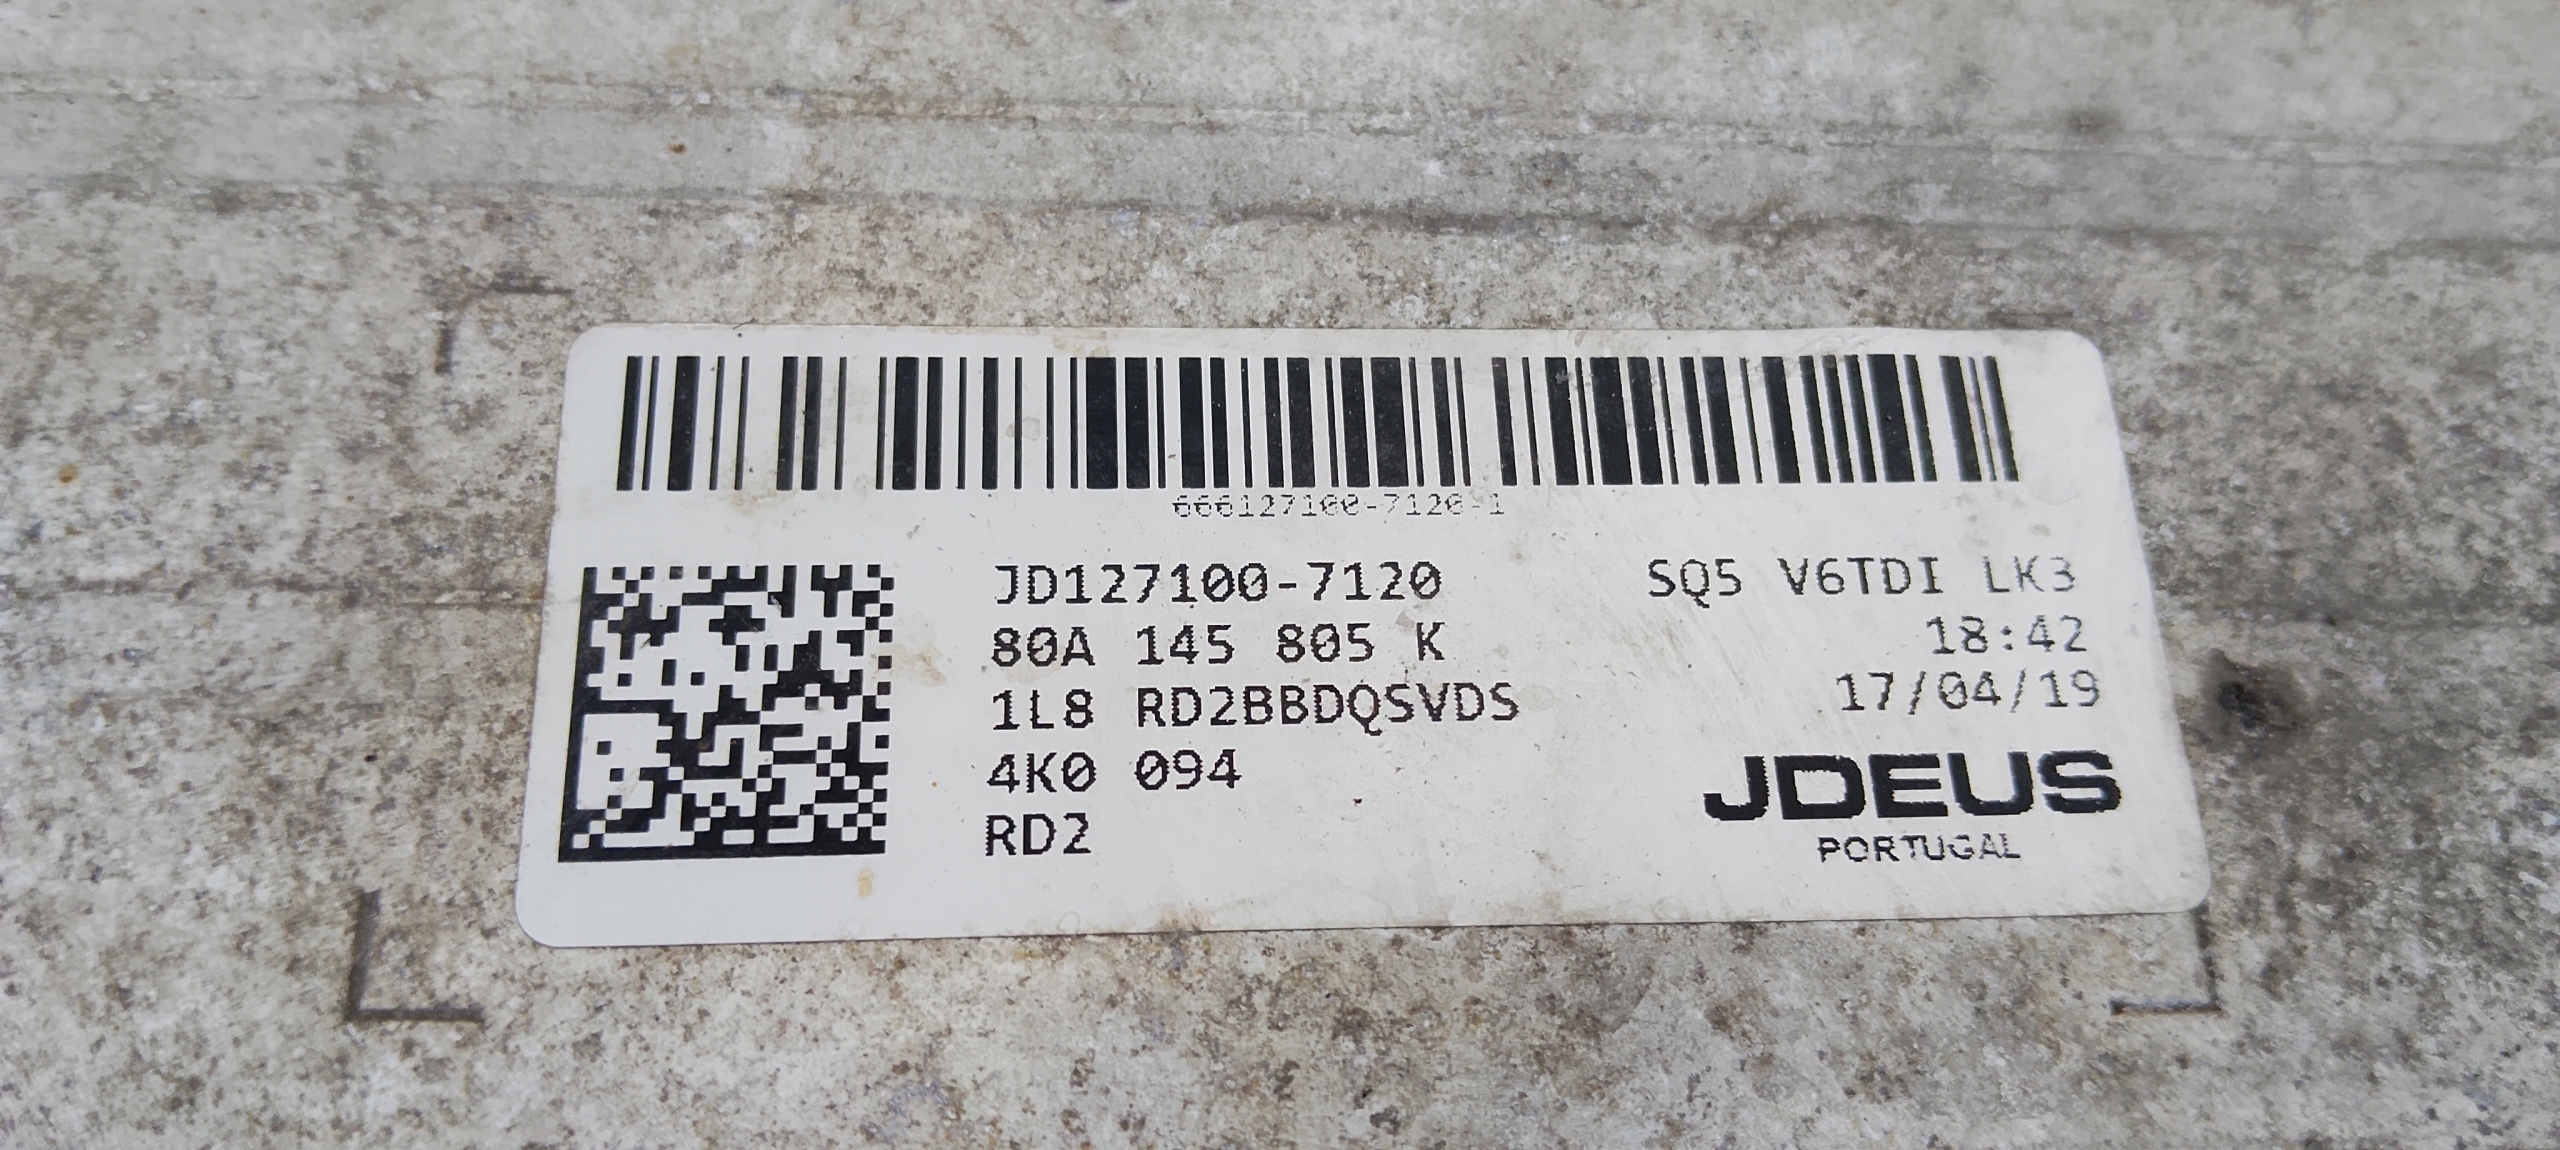 666127100-7120-1
JD127100-7120
80A 145 805 K
1L8 RD2BBDQSVDS
4K0 094
RD2
SQ5 V6TDI LK3
18:42
17/04/19
JDEUS
PORTUGAL